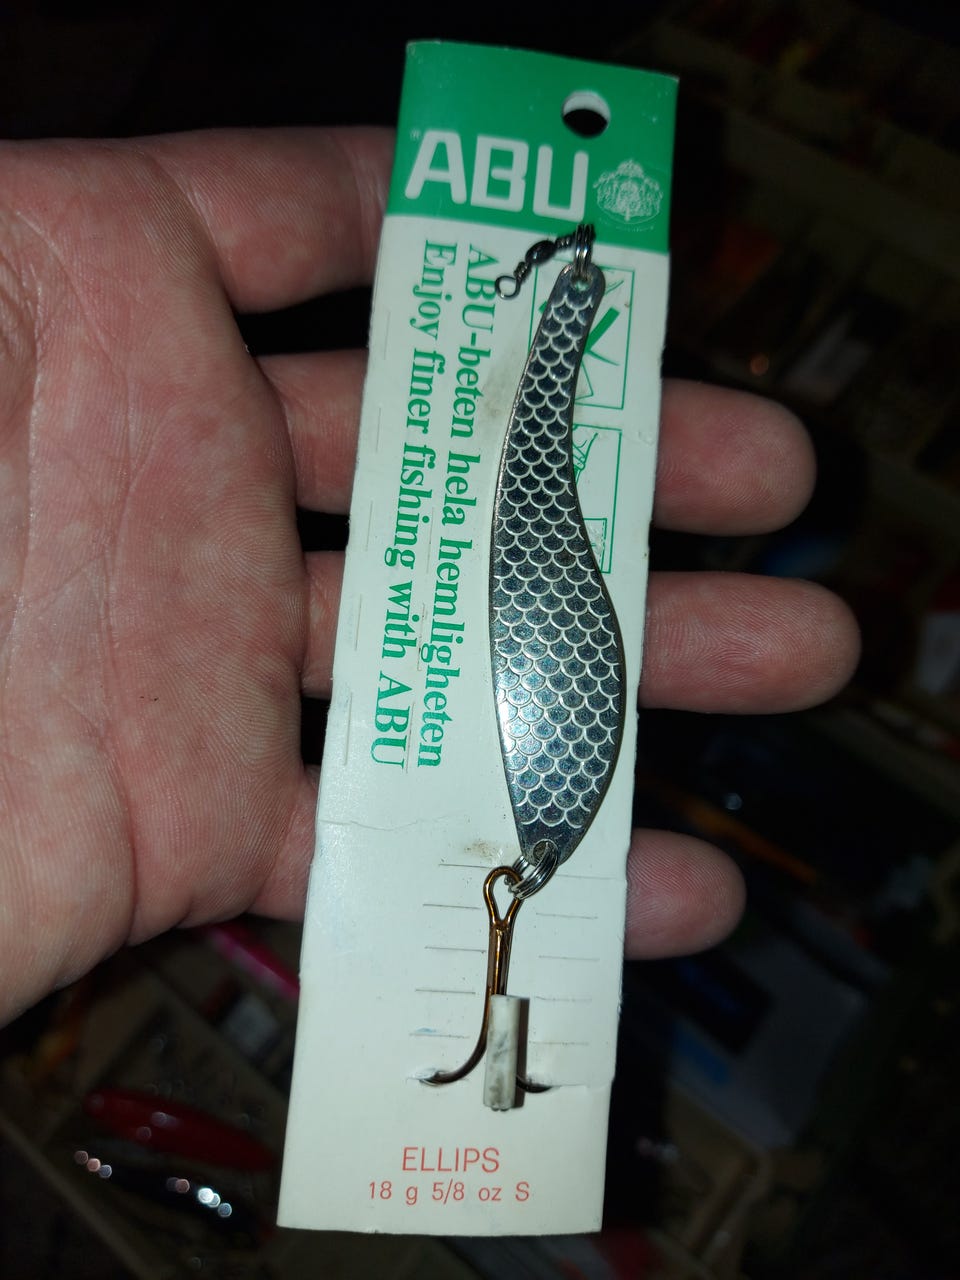 ABU
ABU-beten hela hemligheten
Enjoy finer fishing with ABU
ELLIPS
18 g 5/8 oz S